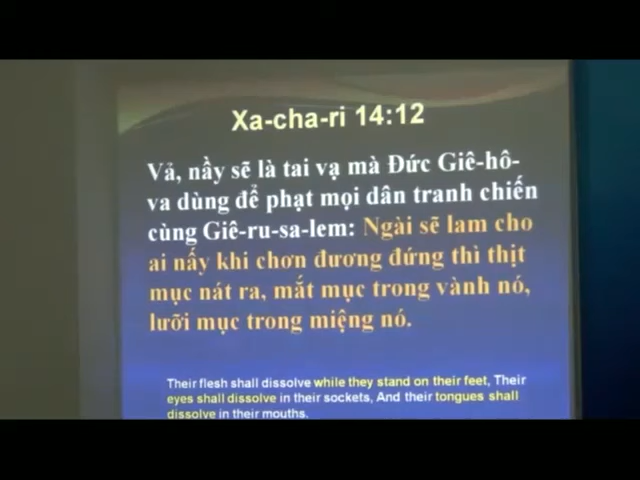 Xa-cha-ri 14:12
Vả, nầy sẽ là tai vạ mà Đức Giê-hô-
va dùng để phạt mọi dân tranh chiến
cùng Giê-ru-sa-lem: Ngài sẽ lam cho
ai nấy khi chơn đương đứng thì thịt
mục nát ra, mắt mục trong vành nó,
lưỡi mục trong miệng nó.
Their flesh shall dissolve while they stand on their feet, Their
eyes shall dissolve in their sockets, And their tongues shall
dissolve in their mouths.